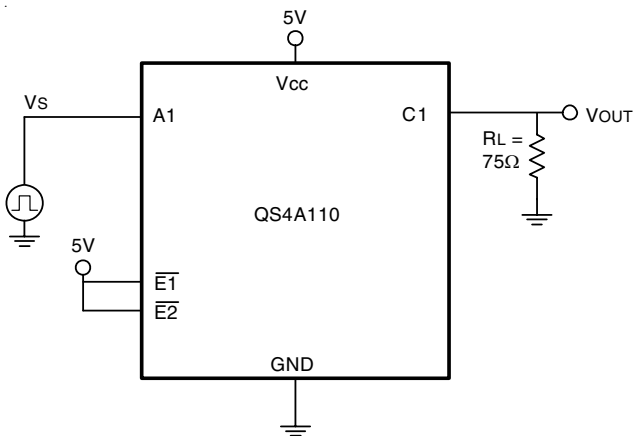 5V
Vcc
Vs
A1
C1
VOUT
RL =
75Ω
QS4A110
5V
E1
E2
GND